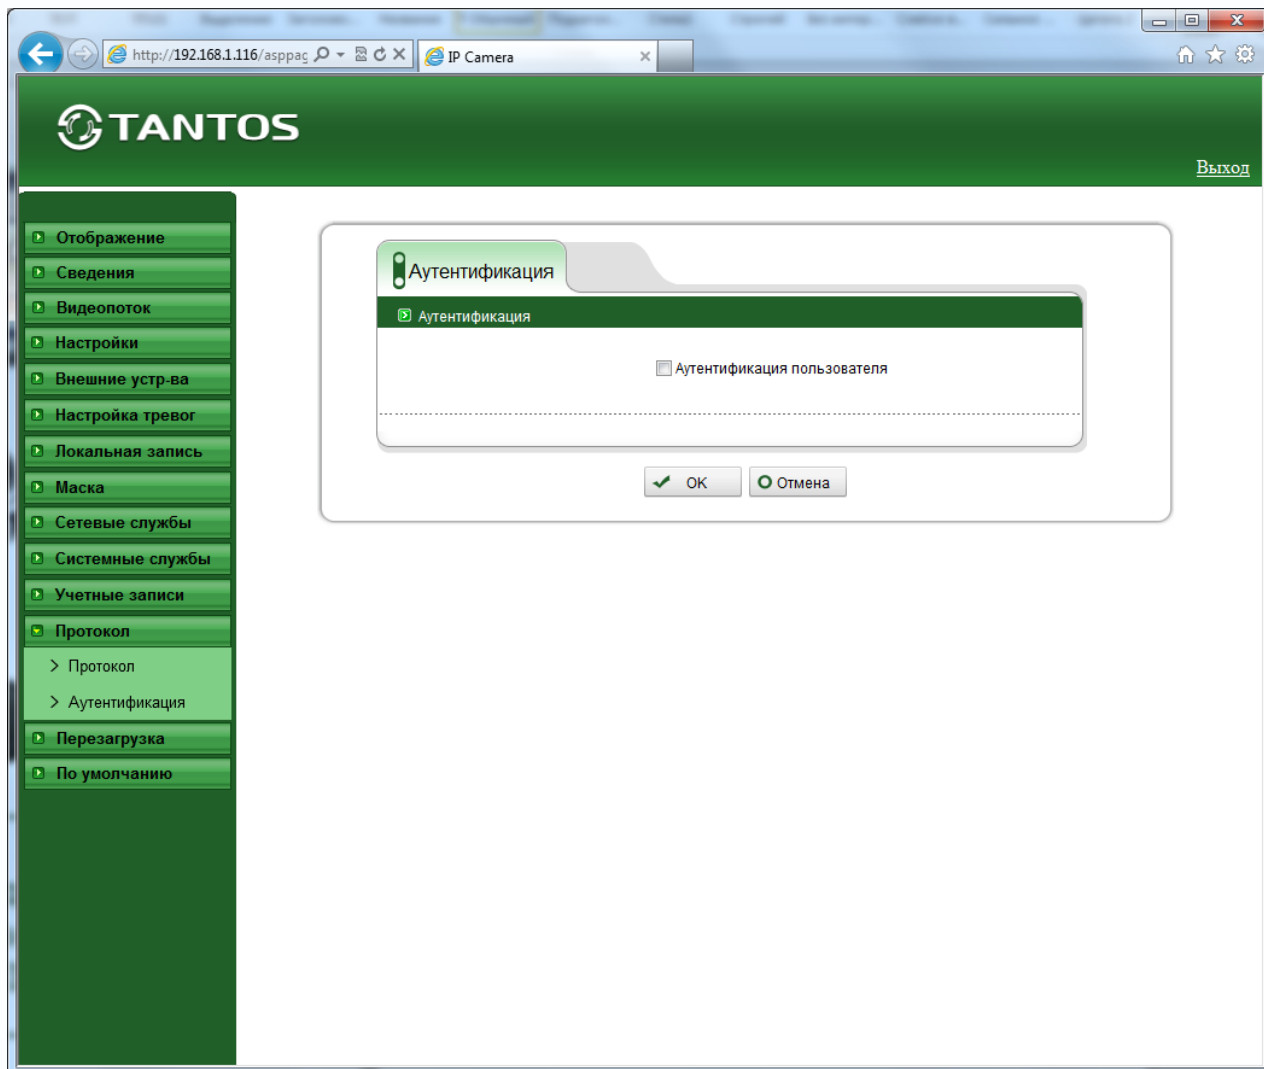 http://192.168.1.116/asppag
IP Camera
TANTOS
Выход
Отображение
Сведения
Видеопоток
Настройки
Внешние устр-ва
Настройка тревог
Локальная запись
Маска
Сетевые службы
Системные службы
Учетные записи
Протокол
Протокол
Аутентификация
Перезагрузка
По умолчанию
Аутентификация
Аутентификация
Аутентификация пользователя
OK
Отмена